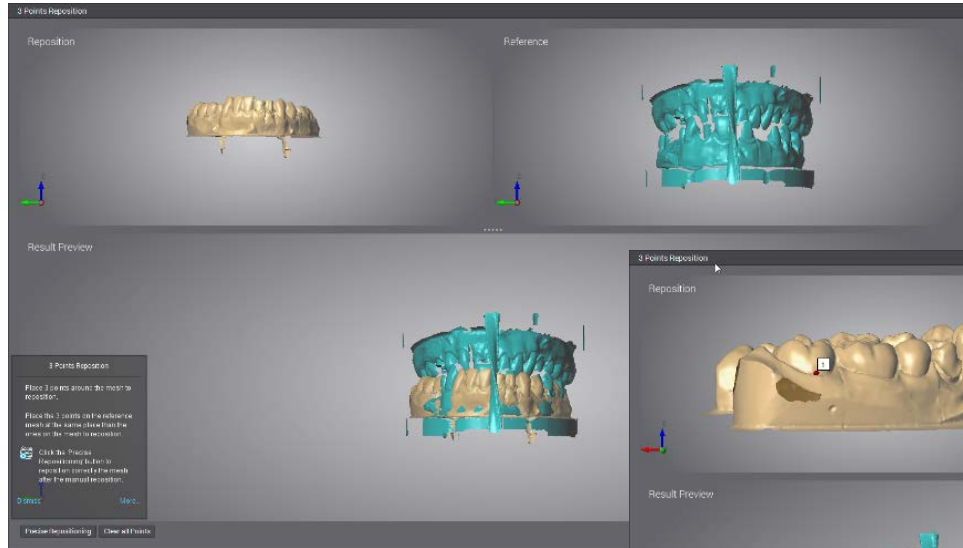 3 Points Reposition
Reposition
Reference
Z
Z
Result Preview
3 Points Reposition
Reposition
1
Z
Result Preview
3 Points Reposition
Place 3 points around the mesh to
reposition.
Place the 3 points on the reference
mesh at the same place than the
ones on the mesh to reposition.
Click the 'Precise
Repositioning' button to
reposition correctly the mesh
after the manual reposition.
Dismiss
More...
Precise Repositioning
Clear all Points